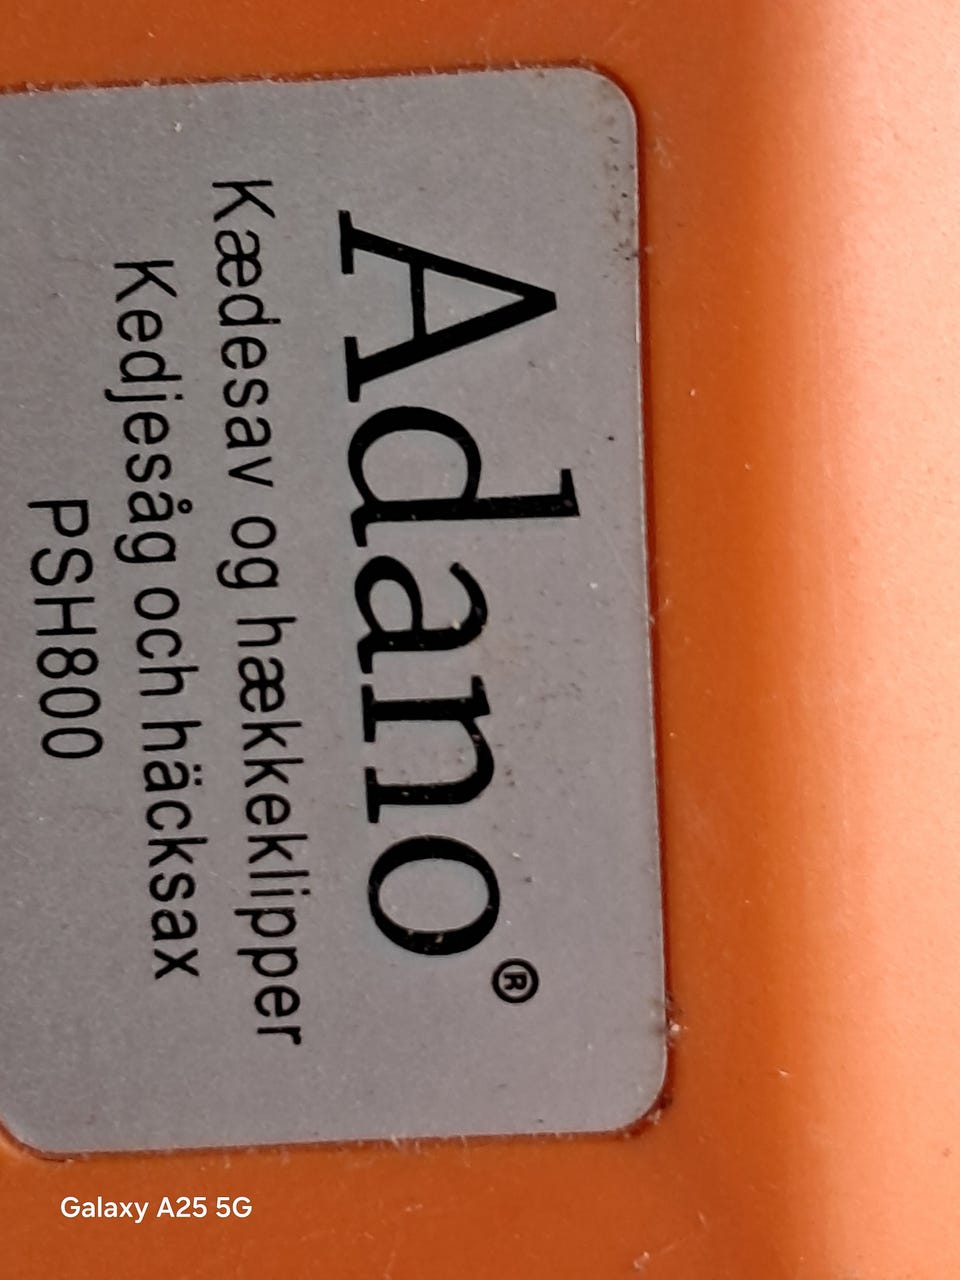 Adano®
Kædesav og hækkeklipper
Kedjesåg och häcksax
PSH800
Galaxy A25 5G